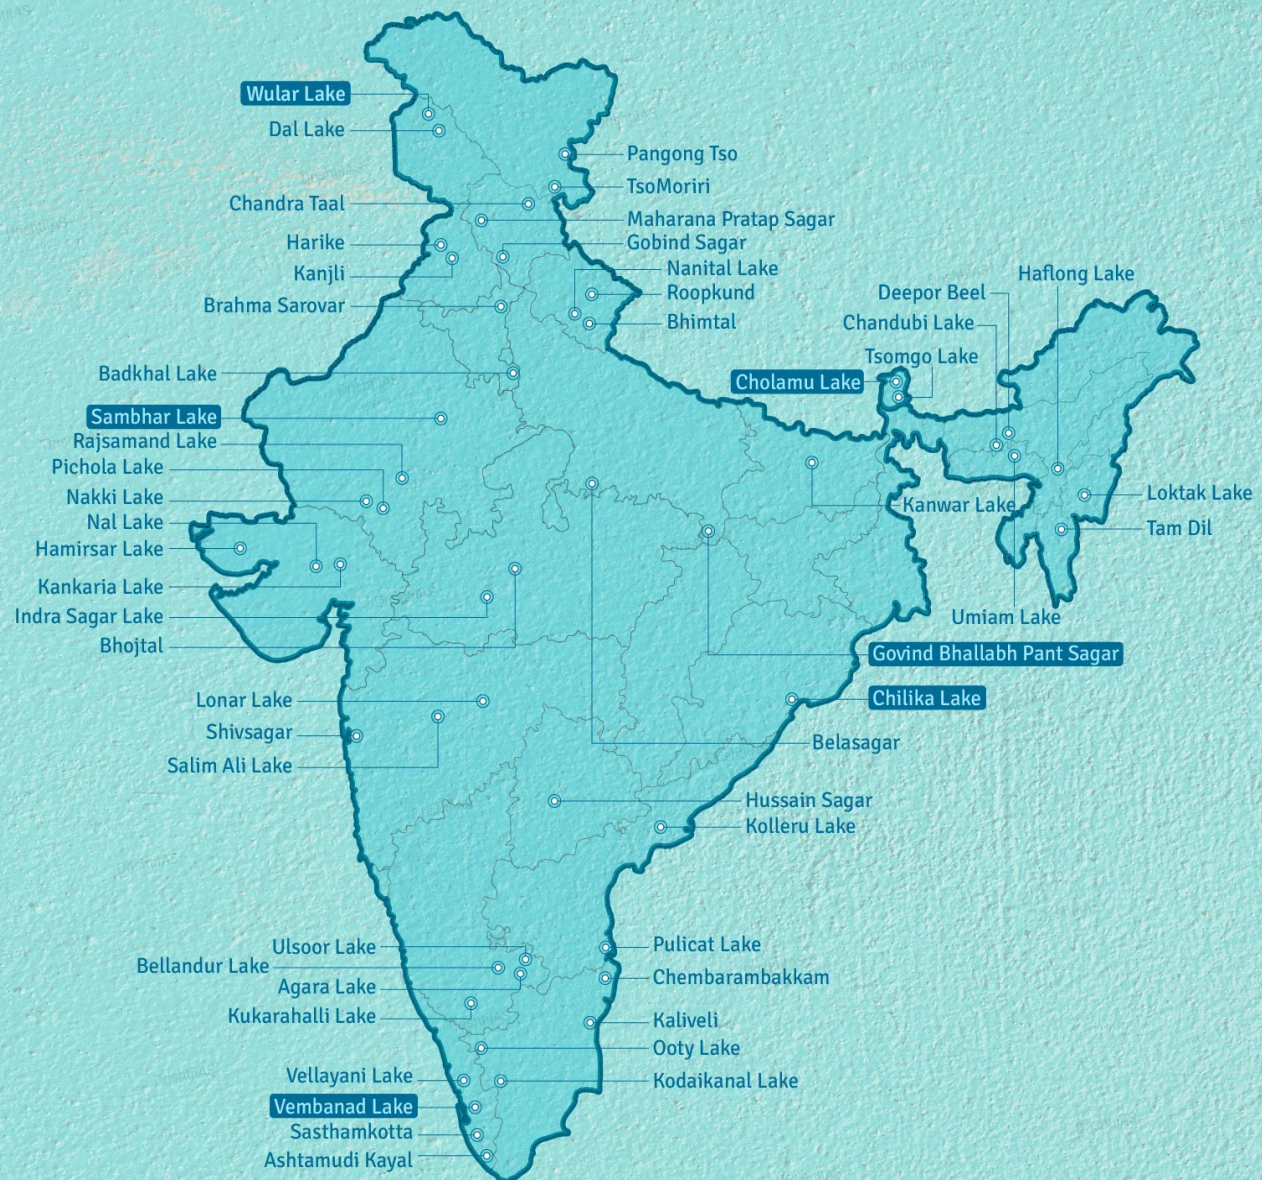 Wular Lake
Dal Lake
Pangong Tso
TsoMoriri
Chandra Taal
Maharana Pratap Sagar
Harike
Gobind Sagar
Kanjli
Nanital Lake
Haflong Lake
Roopkund
Deepor Beel
Brahma Sarovar
Bhimtal
Chandubi Lake
Tsomgo Lake
Badkhal Lake
Cholamu Lake
Sambhar Lake
Rajsamand Lake
Pichola Lake
Nakki Lake
Loktak Lake
Kanwar Lake
Nal Lake
Tam Dil
Hamirsar Lake
Kankaria Lake
Indra Sagar Lake
Umiam Lake
Bhojtal
Govind Bhallabh Pant Sagar
Lonar Lake
Chilika Lake
Shivsagar
Belasagar
Salim Ali Lake
Hussain Sagar
Kolleru Lake
Ulsoor Lake
Pulicat Lake
Bellandur Lake
Chembarambakkam
Agara Lake
Kukarahalli Lake
Kaliveli
Ooty Lake
Vellayani Lake
Kodaikanal Lake
Vembanad Lake
Sasthamkotta
Ashtamudi Kayal